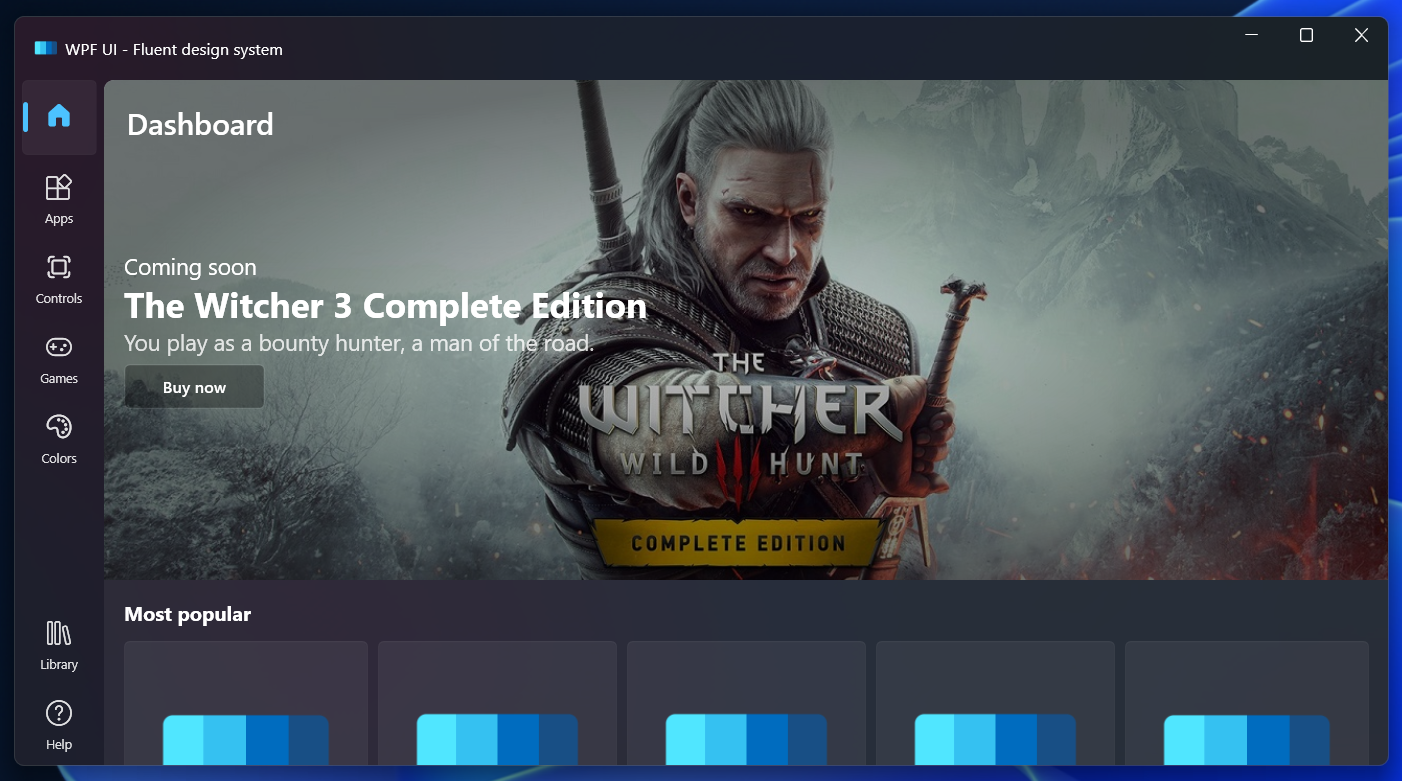 WPF UI - Fluent design system
Dashboard
Apps
Controls
Games
Colors
Library
Help
Coming soon
The Witcher 3 Complete Edition
You play as a bounty hunter, a man of the road.
Buy now
THE
WITCHER
WILD III HUNT
COMPLETE EDITION
Most popular